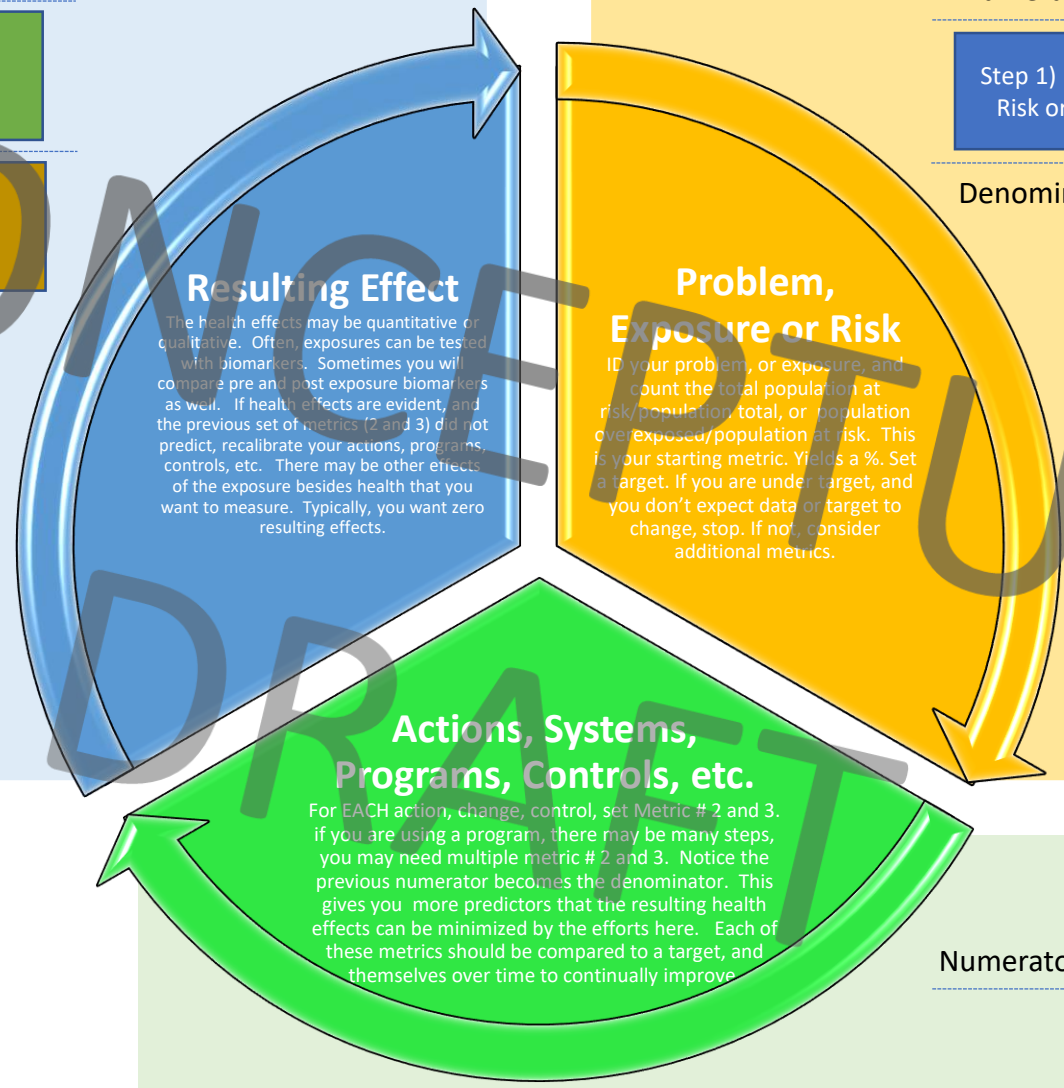 Step 1)
Risk or
Denomin
Resulting Effect
The health effects may be quantitative or
qualitative.  Often, exposures can be tested
with biomarkers.  Sometimes you will
compare pre and post exposure biomarkers
as well.   If health effects are evident, and
the previous set of metrics (2 and 3) did not
predict, recalibrate your actions, programs,
controls, etc.   There may be other effects
of the exposure besides health that you
want to measure.  Typically, you want zero
resulting effects.
Problem,
Exposure or Risk
ID your problem, or exposure, and
count the total population at
risk/population total, or  population
overexposed/population at risk.  This
is your starting metric. Yields a %. Set
a target. If you are under target, and
you don’t expect data or target to
change, stop. If not, consider
additional metrics.
Actions, Systems,
Programs, Controls, etc.
For EACH action, change, control, set Metric # 2 and 3.
if you are using a program, there may be many steps,
you may need multiple metric # 2 and 3.  Notice the
previous numerator becomes the denominator.  This
gives you  more predictors that the resulting health
effects can be minimized by the efforts here.   Each of
these metrics should be compared to a target, and
themselves over time to continually improve
Numerato
ONCEPTU
DRAFT